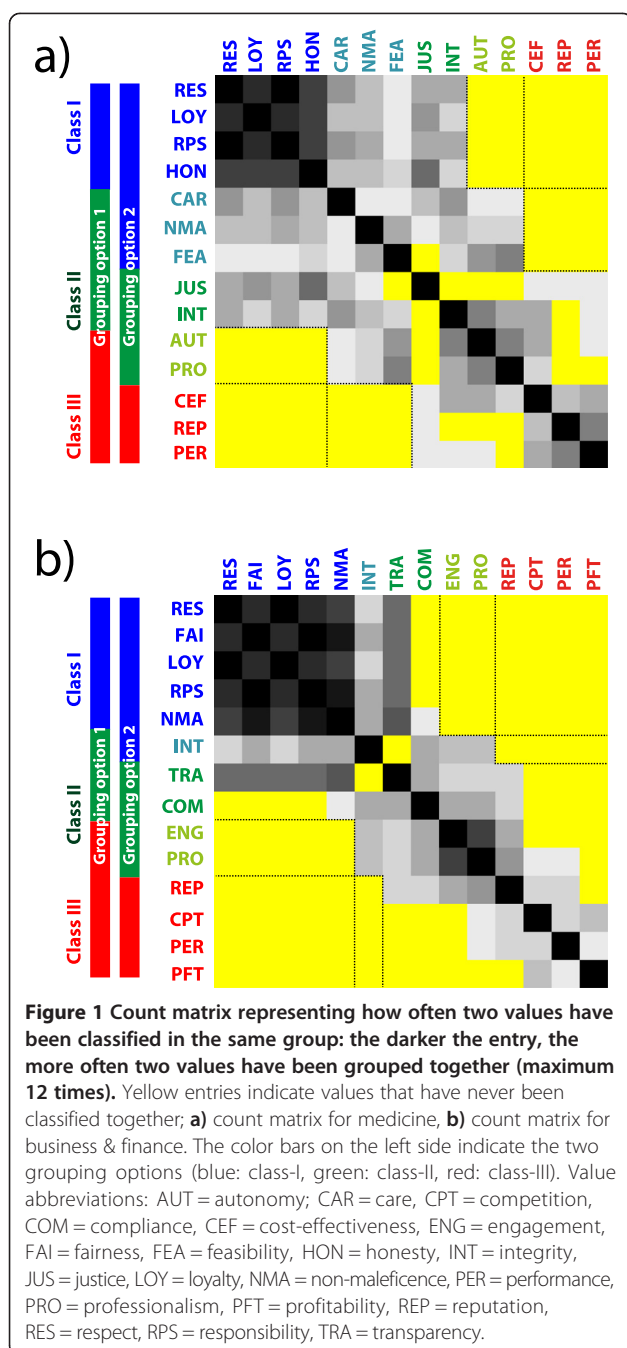 a)
RES LOY RPS HON CAR NMA FEA JUS INT AUT PRO CEF REP PER
Class I
Class II
Class III
Grouping option 1
Grouping option 2
RES
LOY
RPS
HON
CAR
NMA
FEA
JUS
INT
AUT
PRO
CEF
REP
PER
b)
RES FAI LOY RPS NMA INT TRA COM ENG PRO REP CPT PER PFT
Class I
Class II
Class III
Grouping option 1
Grouping option 2
RES
FAI
LOY
RPS
NMA
INT
TRA
COM
ENG
PRO
REP
CPT
PER
PFT
Figure 1 Count matrix representing how often two values have
been classified in the same group: the darker the entry, the
more often two values have been grouped together (maximum
12 times). Yellow entries indicate values that have never been
classified together; a) count matrix for medicine, b) count matrix for
business & finance. The color bars on the left side indicate the two
grouping options (blue: class-I, green: class-II, red: class-III). Value
abbreviations: AUT = autonomy; CAR = care, CPT = competition,
COM = compliance, CEF = cost-effectiveness, ENG = engagement,
FAI = fairness, FEA = feasibility, HON = honesty, INT = integrity,
JUS = justice, LOY = loyalty, NMA = non-maleficence, PER = performance,
PRO = professionalism, PFT = profitability, REP = reputation,
RES = respect, RPS = responsibility, TRA = transparency.